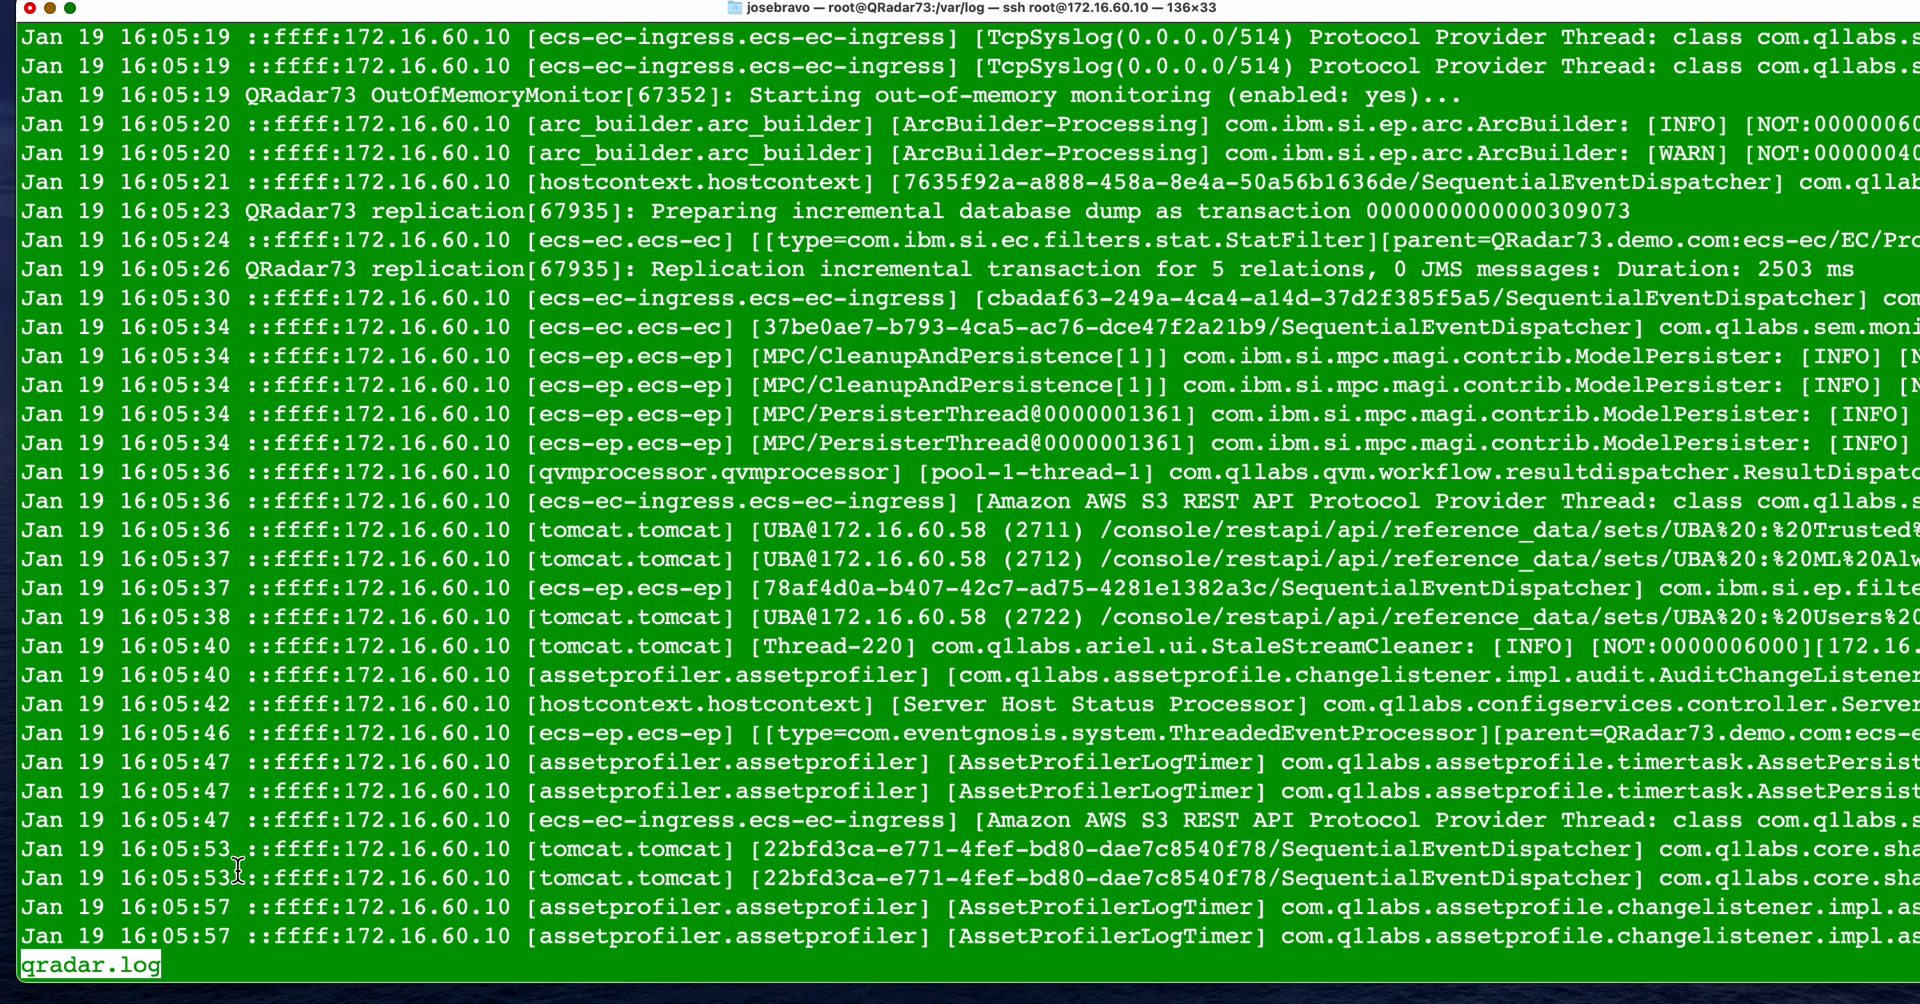 josebravo — root@QRadar73:/var/log — ssh root@172.16.60.10 — 136×33
Jan 19 16:05:19 ::ffff:172.16.60.10 [ecs-ec-ingress.ecs-ec-ingress] [TcpSyslog(0.0.0.0/514) Protocol Provider Thread: class com.q1labs.s
Jan 19 16:05:19 ::ffff:172.16.60.10 [ecs-ec-ingress.ecs-ec-ingress] [TcpSyslog(0.0.0.0/514) Protocol Provider Thread: class com.q1labs.s
Jan 19 16:05:19 QRadar73 OutOfMemoryMonitor[67352]: Starting out-of-memory monitoring (enabled: yes)...
Jan 19 16:05:20 ::ffff:172.16.60.10 [arc_builder.arc_builder] [ArcBuilder-Processing] com.ibm.si.ep.arc.ArcBuilder: [INFO] [NOT:00000060
Jan 19 16:05:20 ::ffff:172.16.60.10 [arc_builder.arc_builder] [ArcBuilder-Processing] com.ibm.si.ep.arc.ArcBuilder: [WARN] [NOT:00000040
Jan 19 16:05:21 ::ffff:172.16.60.10 [hostcontext.hostcontext] [7635f92a-a888-458a-8e4a-50a56b1636de/SequentialEventDispatcher] com.q1lab
Jan 19 16:05:23 QRadar73 replication[67935]: Preparing incremental database dump as transaction 0000000000000309073
Jan 19 16:05:24 ::ffff:172.16.60.10 [ecs-ec.ecs-ec] [[type=com.ibm.si.ec.filters.stat.StatFilter][parent=QRadar73.demo.com:ecs-ec/EC/Pro
Jan 19 16:05:26 QRadar73 replication[67935]: Replication incremental transaction for 5 relations, 0 JMS messages: Duration: 2503 ms
Jan 19 16:05:30 ::ffff:172.16.60.10 [ecs-ec-ingress.ecs-ec-ingress] [cbadaf63-249a-4ca4-a14d-37d2f385f5a5/SequentialEventDispatcher] com
Jan 19 16:05:34 ::ffff:172.16.60.10 [ecs-ec.ecs-ec] [37be0ae7-b793-4ca5-ac76-dce47f2a21b9/SequentialEventDispatcher] com.q1labs.sem.moni
Jan 19 16:05:34 ::ffff:172.16.60.10 [ecs-ep.ecs-ep] [MPC/CleanupAndPersistence[1]] com.ibm.si.mpc.magi.contrib.ModelPersister: [INFO] [N
Jan 19 16:05:34 ::ffff:172.16.60.10 [ecs-ep.ecs-ep] [MPC/CleanupAndPersistence[1]] com.ibm.si.mpc.magi.contrib.ModelPersister: [INFO] [N
Jan 19 16:05:34 ::ffff:172.16.60.10 [ecs-ep.ecs-ep] [MPC/PersisterThread@0000001361] com.ibm.si.mpc.magi.contrib.ModelPersister: [INFO]
Jan 19 16:05:34 ::ffff:172.16.60.10 [ecs-ep.ecs-ep] [MPC/PersisterThread@0000001361] com.ibm.si.mpc.magi.contrib.ModelPersister: [INFO]
Jan 19 16:05:36 ::ffff:172.16.60.10 [qvmprocessor.qvmprocessor] [pool-1-thread-1] com.q1labs.qvm.workflow.resultdispatcher.ResultDispatc
Jan 19 16:05:36 ::ffff:172.16.60.10 [ecs-ec-ingress.ecs-ec-ingress] [Amazon AWS S3 REST API Protocol Provider Thread: class com.q1labs.s
Jan 19 16:05:36 ::ffff:172.16.60.10 [tomcat.tomcat] [UBA@172.16.60.58 (2711) /console/restapi/api/reference_data/sets/UBA%20:%20Trusted%
Jan 19 16:05:37 ::ffff:172.16.60.10 [tomcat.tomcat] [UBA@172.16.60.58 (2712) /console/restapi/api/reference_data/sets/UBA%20:%20ML%20Alw
Jan 19 16:05:37 ::ffff:172.16.60.10 [ecs-ep.ecs-ep] [78af4d0a-b407-42c7-ad75-4281e1382a3c/SequentialEventDispatcher] com.ibm.si.ep.filte
Jan 19 16:05:38 ::ffff:172.16.60.10 [tomcat.tomcat] [UBA@172.16.60.58 (2722) /console/restapi/api/reference_data/sets/UBA%20:%20Users%20
Jan 19 16:05:40 ::ffff:172.16.60.10 [tomcat.tomcat] [Thread-220] com.q1labs.ariel.ui.StaleStreamCleaner: [INFO] [NOT:0000006000][172.16.
Jan 19 16:05:40 ::ffff:172.16.60.10 [assetprofiler.assetprofiler] [com.q1labs.assetprofile.changelistener.impl.audit.AuditChangeListener
Jan 19 16:05:42 ::ffff:172.16.60.10 [hostcontext.hostcontext] [Server Host Status Processor] com.q1labs.configservices.controller.Server
Jan 19 16:05:46 ::ffff:172.16.60.10 [ecs-ep.ecs-ep] [[type=com.eventgnosis.system.ThreadedEventProcessor][parent=QRadar73.demo.com:ecs-e
Jan 19 16:05:47 ::ffff:172.16.60.10 [assetprofiler.assetprofiler] [AssetProfilerLogTimer] com.q1labs.assetprofile.timertask.AssetPersist
Jan 19 16:05:47 ::ffff:172.16.60.10 [assetprofiler.assetprofiler] [AssetProfilerLogTimer] com.q1labs.assetprofile.timertask.AssetPersist
Jan 19 16:05:47 ::ffff:172.16.60.10 [ecs-ec-ingress.ecs-ec-ingress] [Amazon AWS S3 REST API Protocol Provider Thread: class com.q1labs.s
Jan 19 16:05:53 ::ffff:172.16.60.10 [tomcat.tomcat] [22bfd3ca-e771-4fef-bd80-dae7c8540f78/SequentialEventDispatcher] com.q1labs.core.sha
Jan 19 16:05:53 ::ffff:172.16.60.10 [tomcat.tomcat] [22bfd3ca-e771-4fef-bd80-dae7c8540f78/SequentialEventDispatcher] com.q1labs.core.sha
Jan 19 16:05:57 ::ffff:172.16.60.10 [assetprofiler.assetprofiler] [AssetProfilerLogTimer] com.q1labs.assetprofile.changelistener.impl.as
Jan 19 16:05:57 ::ffff:172.16.60.10 [assetprofiler.assetprofiler] [AssetProfilerLogTimer] com.q1labs.assetprofile.changelistener.impl.as
qradar.log